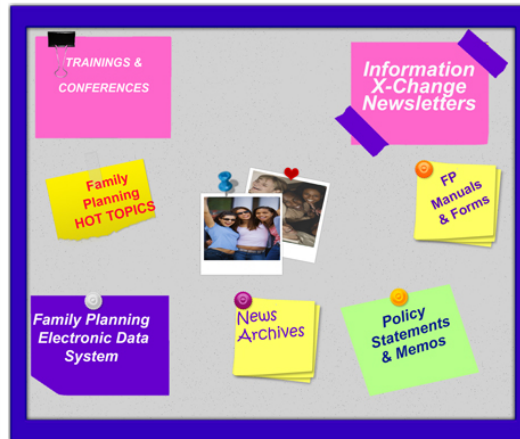 TRAININGS &
CONFERENCES
Information
X-Change
Newsletters
Family
Planning
HOT TOPICS
FP
Manuals
& Forms
Family Planning
Electronic Data
System
News
Archives
Policy
Statements
& Memos